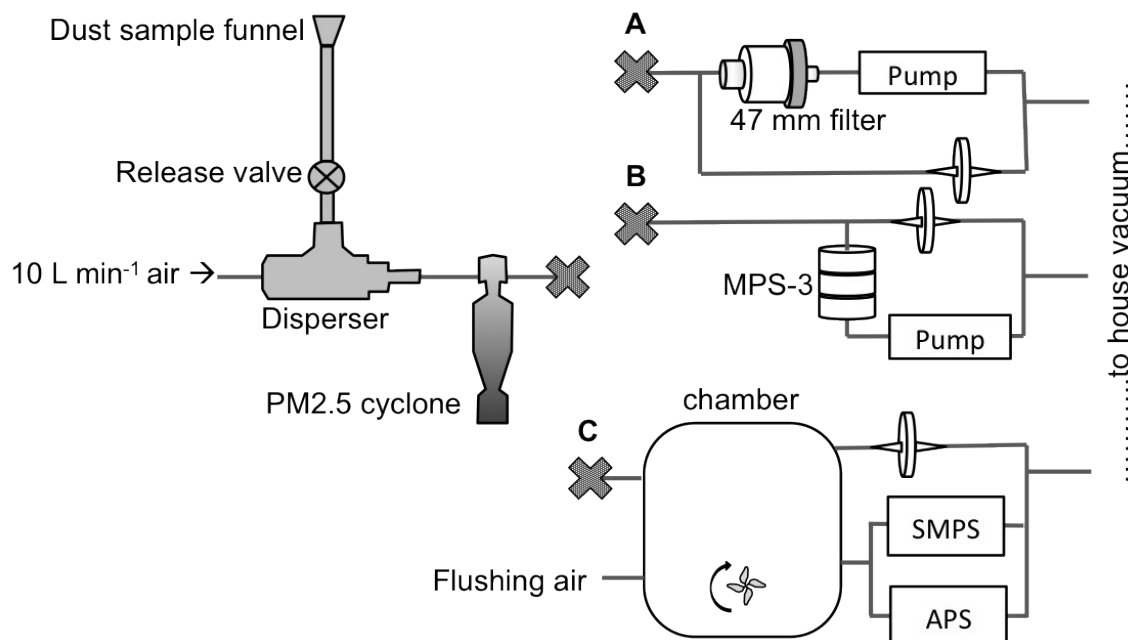 Dust sample funnel
Release valve
10 L min⁻¹ air →
Disperser
PM2.5 cyclone
A
47 mm filter
Pump
B
MPS-3
Pump
C
chamber
Flushing air
SMPS
APS
............to house vacuum........